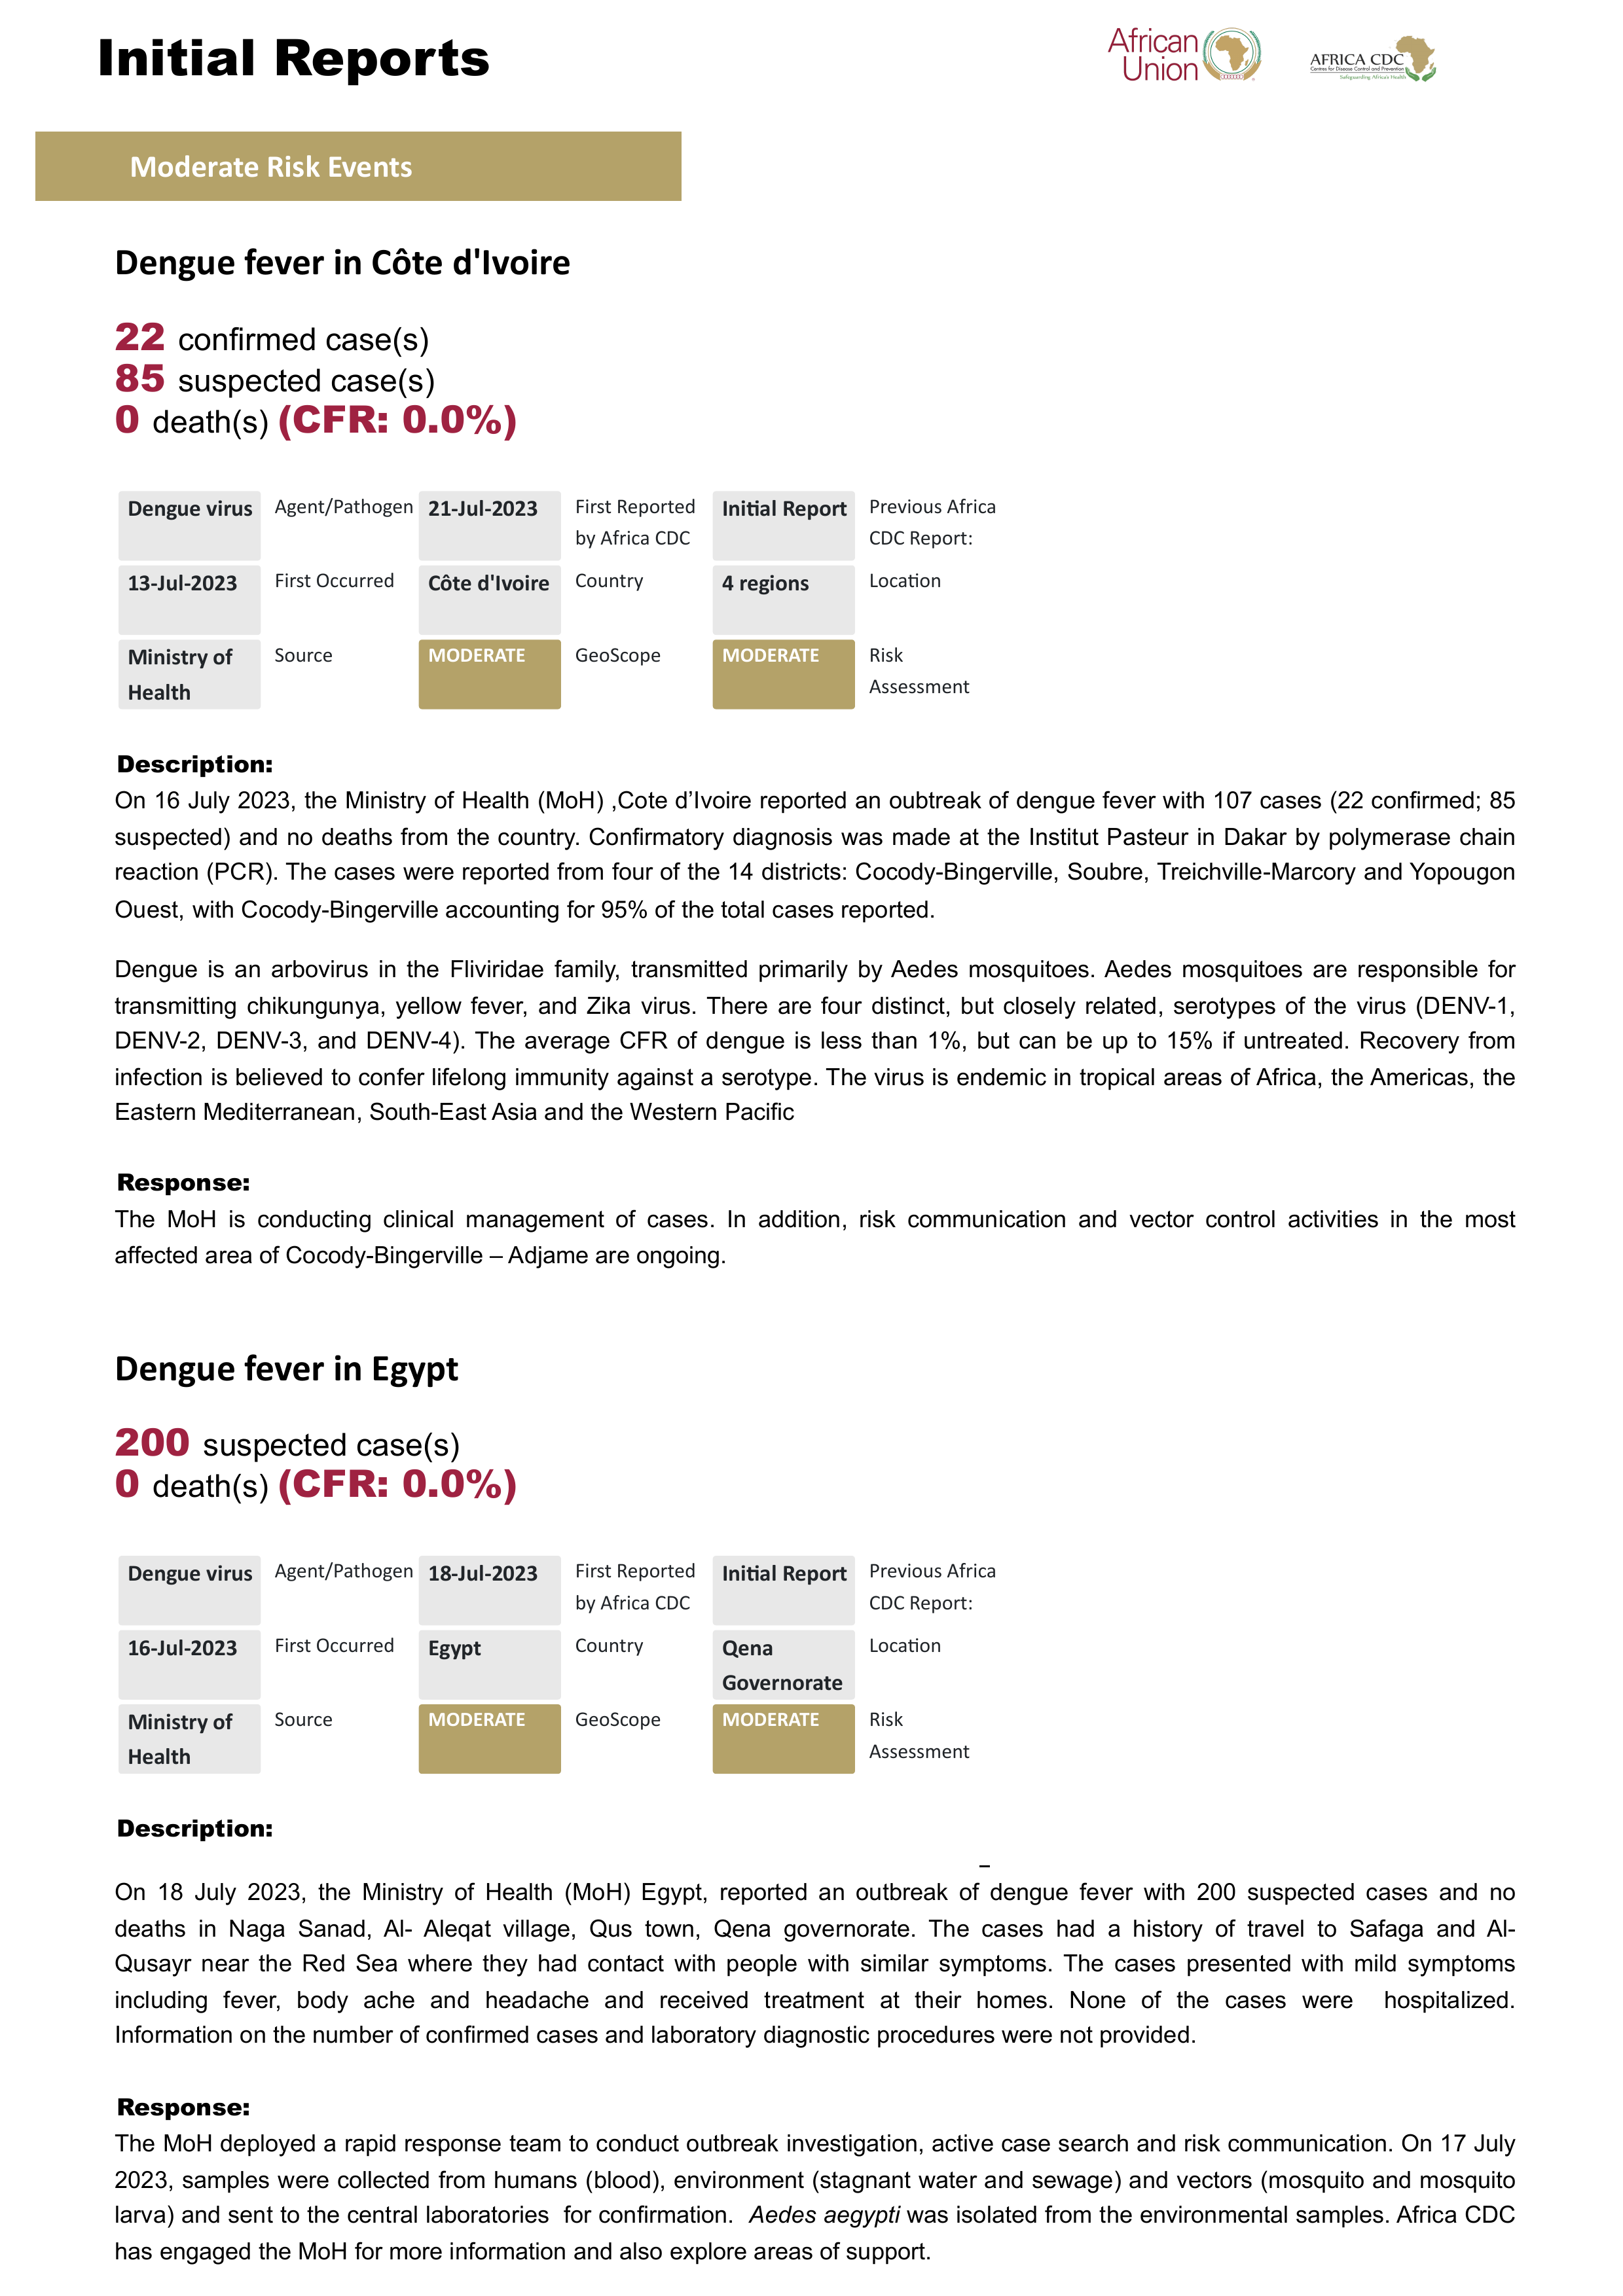 Initial Reports
African
Union
AFRICA CDC
Centres for Disease Control and Prevention
Safeguarding Africa's Health
Moderate Risk Events
Dengue fever in Côte d'Ivoire
22 confirmed case(s)
85 suspected case(s)
0 death(s) (CFR: 0.0%)
Dengue virus Agent/Pathogen 21-Jul-2023 First Reported by Africa CDC Initial Report Previous Africa CDC Report:
13-Jul-2023 First Occurred Côte d'Ivoire Country 4 regions Location
Ministry of Health Source MODERATE GeoScope MODERATE Risk Assessment
Description:
On 16 July 2023, the Ministry of Health (MoH) ,Cote d’Ivoire reported an oubtreak of dengue fever with 107 cases (22 confirmed; 85
suspected) and no deaths from the country. Confirmatory diagnosis was made at the Institut Pasteur in Dakar by polymerase chain
reaction (PCR). The cases were reported from four of the 14 districts: Cocody-Bingerville, Soubre, Treichville-Marcory and Yopougon
Ouest, with Cocody-Bingerville accounting for 95% of the total cases reported.
Dengue is an arbovirus in the Fliviridae family, transmitted primarily by Aedes mosquitoes. Aedes mosquitoes are responsible for
transmitting chikungunya, yellow fever, and Zika virus. There are four distinct, but closely related, serotypes of the virus (DENV-1,
DENV-2, DENV-3, and DENV-4). The average CFR of dengue is less than 1%, but can be up to 15% if untreated. Recovery from
infection is believed to confer lifelong immunity against a serotype. The virus is endemic in tropical areas of Africa, the Americas, the
Eastern Mediterranean, South-East Asia and the Western Pacific
Response:
The MoH is conducting clinical management of cases. In addition, risk communication and vector control activities in the most
affected area of Cocody-Bingerville – Adjame are ongoing.
Dengue fever in Egypt
200 suspected case(s)
0 death(s) (CFR: 0.0%)
Dengue virus Agent/Pathogen 18-Jul-2023 First Reported by Africa CDC Initial Report Previous Africa CDC Report:
16-Jul-2023 First Occurred Egypt Country Qena Governorate Location
Ministry of Health Source MODERATE GeoScope MODERATE Risk Assessment
Description:
On 18 July 2023, the Ministry of Health (MoH) Egypt, reported an outbreak of dengue fever with 200 suspected cases and no
deaths in Naga Sanad, Al- Aleqat village, Qus town, Qena governorate. The cases had a history of travel to Safaga and Al-
Qusayr near the Red Sea where they had contact with people with similar symptoms. The cases presented with mild symptoms
including fever, body ache and headache and received treatment at their homes. None of the cases were hospitalized.
Information on the number of confirmed cases and laboratory diagnostic procedures were not provided.
Response:
The MoH deployed a rapid response team to conduct outbreak investigation, active case search and risk communication. On 17 July
2023, samples were collected from humans (blood), environment (stagnant water and sewage) and vectors (mosquito and mosquito
larva) and sent to the central laboratories for confirmation. Aedes aegypti was isolated from the environmental samples. Africa CDC
has engaged the MoH for more information and also explore areas of support.